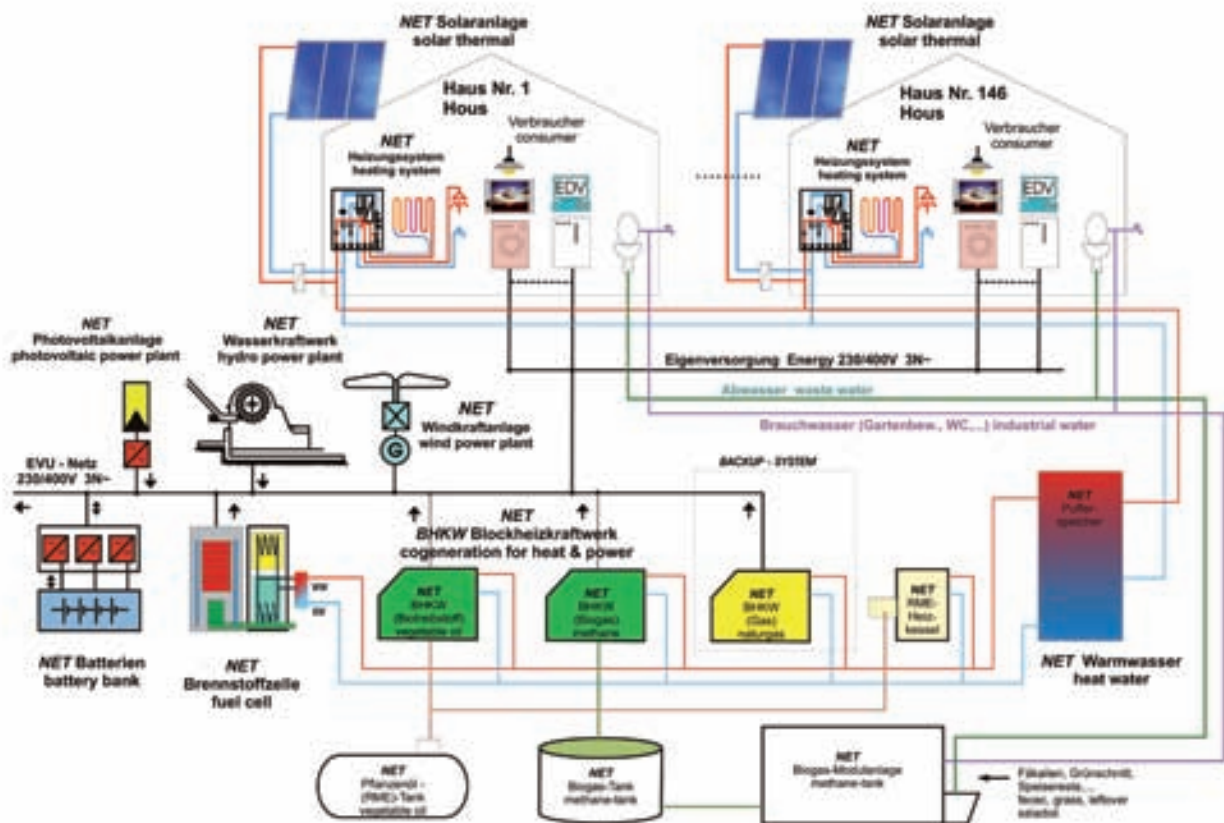 NET Solaranlage
solar thermal
NET Solaranlage
solar thermal
Haus Nr. 1
Hous
Haus Nr. 146
Hous
Verbraucher
consumer
Verbraucher
consumer
NET
Heizungssystem
heating system
NET
Heizungssystem
heating system
EDV
EDV
NET
Photovoltaikanlage
photovoltaic power plant
NET
Wasserkraftwerk
hydro power plant
NET
Windkraftanlage
wind power plant
G
Eigenversorgung Energy 230/400V 3N~
Abwasser waste water
Brauchwasser (Gartenbew., WC,...) industrial water
EVU - Netz
230/400V 3N~
BACKUP - SYSTEM
NET
BHKW Blockheizkraftwerk
cogeneration for heat & power
NET
Puffer-
speicher
NET
BHKW
vegetable oil
NET
BHKW
(Biogas)
methane
NET
BHKW
(Gas)
naturgas
NET
RME-
Heiz-
kessel
WW
KW
NET Batterien
battery bank
NET
Brennstoffzelle
fuel cell
NET Warmwasser
heat water
NET
Pflanzenöl -
(RME)-Tank
vegetable oil
NET
Biogas-Tank
methane-tank
NET
Biogas-Modulanlage
methane-tank
Fäkalien, Grünschnitt,
Speisereste,...
grass, leftover